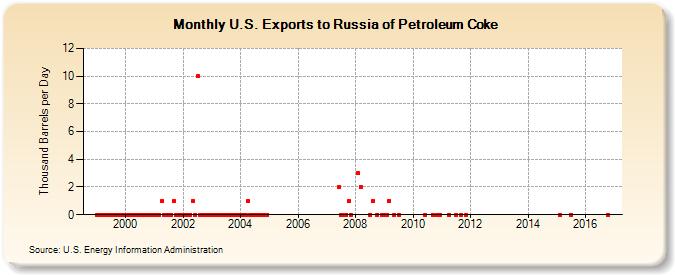 Monthly U.S. Exports to Russia of Petroleum Coke
Thousand Barrels per Day
12
10
8
6
4
2
0
2000 2002 2004 2006 2008 2010 2012 2014 2016
Source: U.S. Energy Information Administration